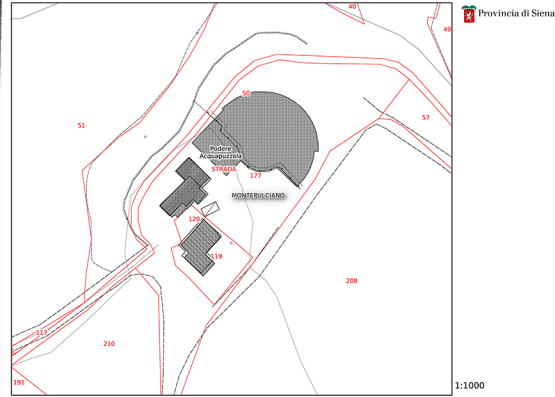 40
Provincia di Siena
49
50
51
57
Podere
Acquapuzzola
STRADA
177
MONTEPULCIANO
120
119
208
117
210
191
1:1000